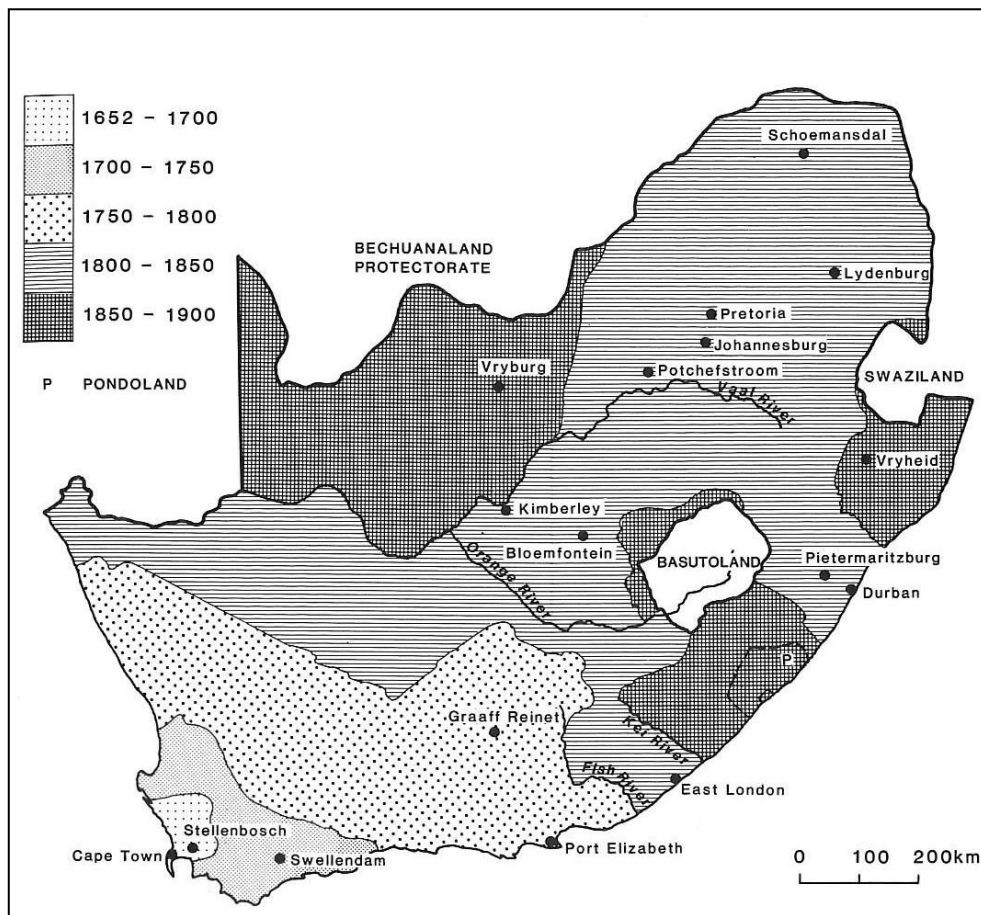 1652 – 1700
1700 – 1750
1750 – 1800
1800 – 1850
1850 – 1900
P PONDOLAND
BECHUANALAND
PROTECTORATE
Schoemansdal
Lydenburg
Pretoria
Johannesburg
Potchefstroom
Vaal River
SWAZILAND
Vryburg
Vryheid
Kimberley
Bloemfontein
Orange River
BASUTOLAND
Pietermaritzburg
Durban
P
Graaff Reinet
Kei River
Fish River
East London
Stellenbosch
Cape Town
Swellendam
Port Elizabeth
0 100 200km